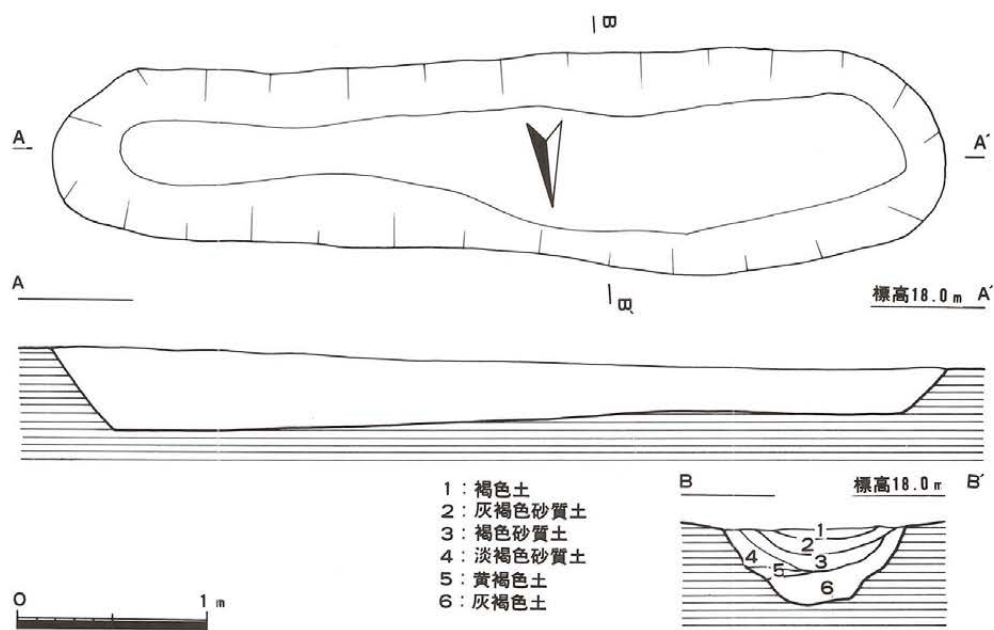 B
A A´
B´
A 標高18.0m A´
1：褐色土
2：灰褐色砂質土
3：褐色砂質土
4：淡褐色砂質土
5：黄褐色土
6：灰褐色土
B 標高18.0m B´
1
2
3
4
5
6
0 1m